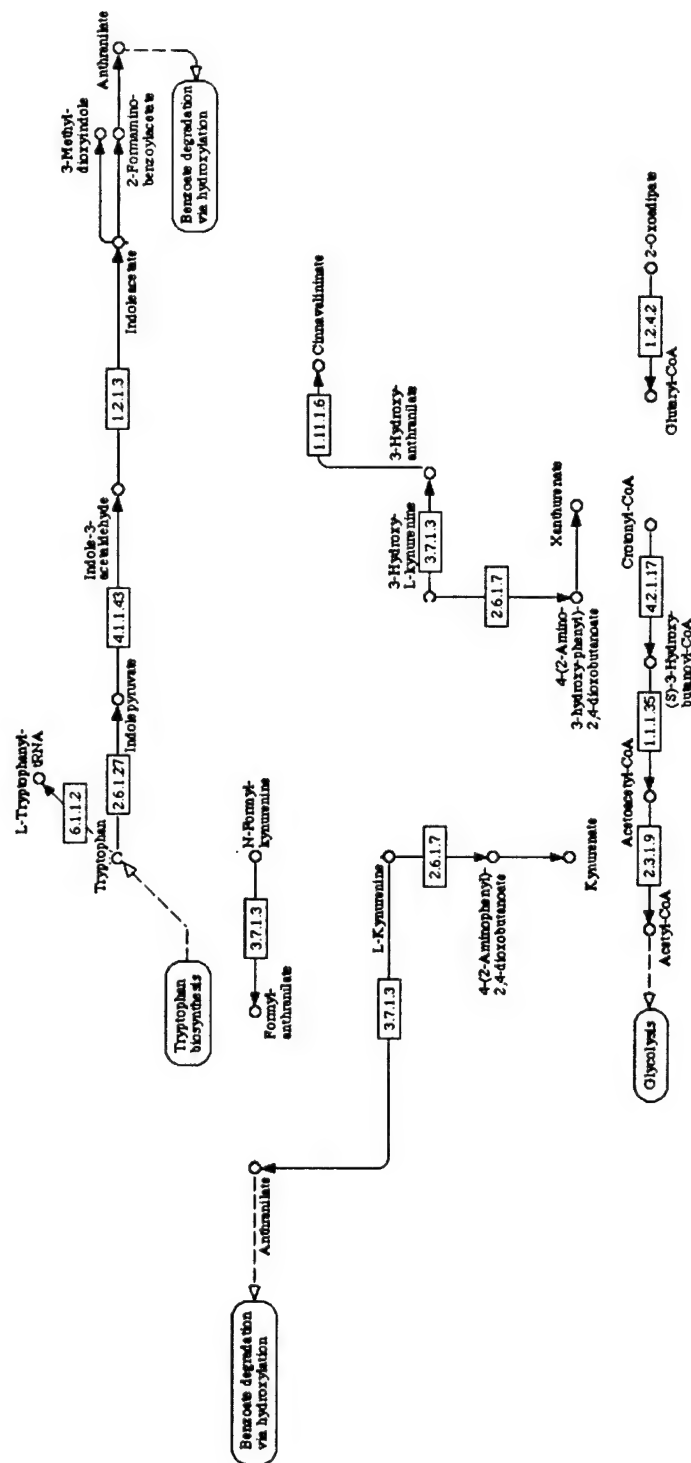 L-Tryptophanyl-
tRNA
6.1.1.2
Tryptophan
2.6.1.27
Indolepyruvate
4.1.1.43
Indole-3-
acetaldehyde
1.2.1.3
Indoleacetate
3-Methyl-
dioxyindole
2-Formamino-
benzoylacetate
Anthranilate
Benzoate degradation
via hydroxylation
Tryptophan
biosynthesis
Formyl-
anthranilate
3.7.1.3
N-Formyl-
kynurenine
Anthranilate
Benzoate degradation
via hydroxylation
3.7.1.3
L-Kynurenine
2.6.1.7
4-(2-Aminophenyl)-
2,4-dioxobutanoate
Kynurenate
Cinnavalininate
1.11.1.6
3-Hydroxy-
anthranilate
3.7.1.3
3-Hydroxy-
L-kynurenine
2.6.1.7
4-(2-Amino-
3-hydroxy-phenyl)-
2,4-dioxobutanoate
Xanthurenate
Glycolysis
Acetyl-CoA
2.3.1.9
Acetoacetyl-CoA
1.1.1.35
(S)-3-Hydroxy-
butanoyl-CoA
4.2.1.17
Crotonyl-CoA
Glutaryl-CoA
1.2.4.2
2-Oxoadipate